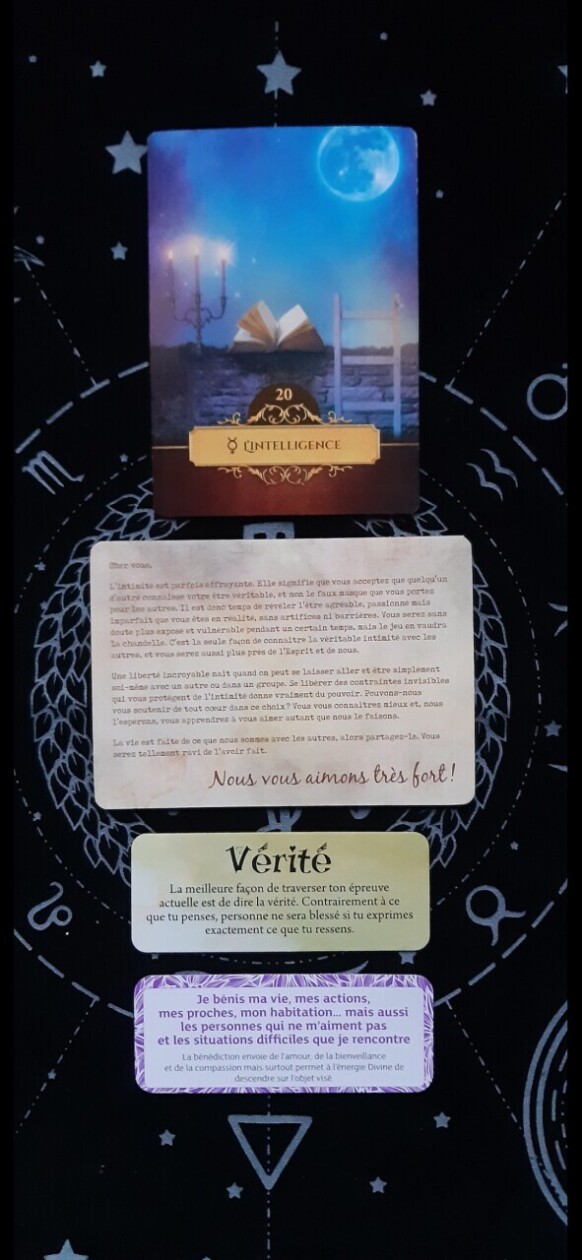 20
☿ L'INTELLIGENCE
Cher vous,
L'intimité est parfois effrayante. Elle signifie que vous acceptez que quelqu'un
d'autre connaisse votre être véritable, et non le faux masque que vous portez
pour les autres. Il est donc temps de révéler l'être agréable, passionné mais
imparfait que vous êtes en réalité, sans artifices ni barrières. Vous serez sans
doute plus exposé et vulnérable pendant un certain temps, mais le jeu en vaudra
la chandelle. C'est la seule façon de connaître la véritable intimité avec les
autres, et vous serez aussi plus près de l'Esprit et de nous.
Une liberté incroyable naît quand on peut se laisser aller et être simplement
soi-même avec un autre ou dans un groupe. Se libérer des contraintes invisibles
qui vous protègent de l'intimité donne vraiment du pouvoir. Pouvons-nous
vous soutenir de tout cœur dans ce choix? Vous vous connaîtrez mieux et, nous
l'espérons, vous apprendrez à vous aimer autant que nous le faisons.
La vie est faite de ce que nous sommes avec les autres, alors partagez-le. Vous
serez tellement ravi de l'avoir fait.
Nous vous aimons très fort!
Vérité
La meilleure façon de traverser ton épreuve
actuelle est de dire la vérité. Contrairement à ce
que tu penses, personne ne sera blessé si tu exprimes
exactement ce que tu ressens.
Je bénis ma vie, mes actions,
mes proches, mon habitation... mais aussi
les personnes qui ne m'aiment pas
et les situations difficiles que je rencontre
La bénédiction envoie de l'amour, de la bienveillance
et de la compassion mais surtout permet à l'énergie Divine de
descendre sur l'objet visé